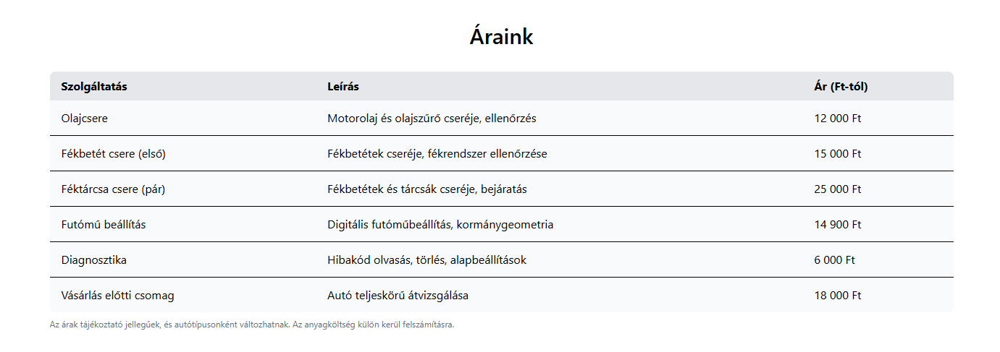 Áraink
Szolgáltatás Leírás Ár (Ft-tól)
Olajcsere Motorolaj és olajszűrő cseréje, ellenőrzés 12 000 Ft
Fékbetét csere (első) Fékbetétek cseréje, fékrendszer ellenőrzése 15 000 Ft
Féktárcsa csere (pár) Fékbetétek és tárcsák cseréje, bejáratás 25 000 Ft
Futómű beállítás Digitális futóműbeállítás, kormánygeometria 14 900 Ft
Diagnosztika Hibakód olvasás, törlés, alapbeállítások 6 000 Ft
Vásárlás előtti csomag Autó teljeskörű átvizsgálása 18 000 Ft
Az árak tájékoztató jellegűek, és autótípusonként változhatnak. Az anyagköltség külön kerül felszámításra.